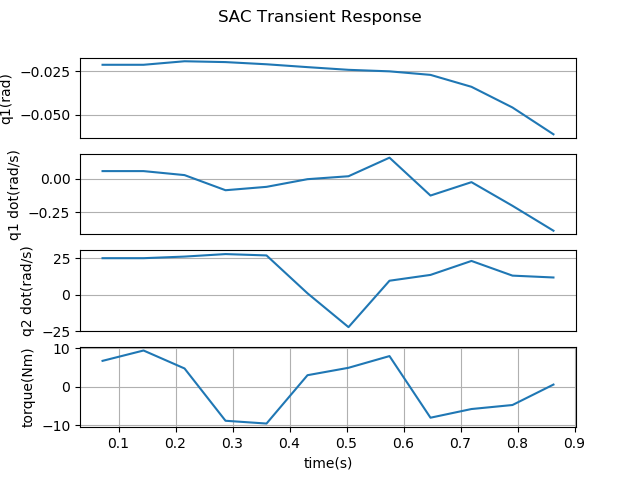 SAC Transient Response
q1(rad)
−0.025
−0.050
q1 dot(rad/s)
0.00
−0.25
q2 dot(rad/s)
25
0
−25
torque(Nm)
10
0
−10
0.1 0.2 0.3 0.4 0.5 0.6 0.7 0.8 0.9
time(s)